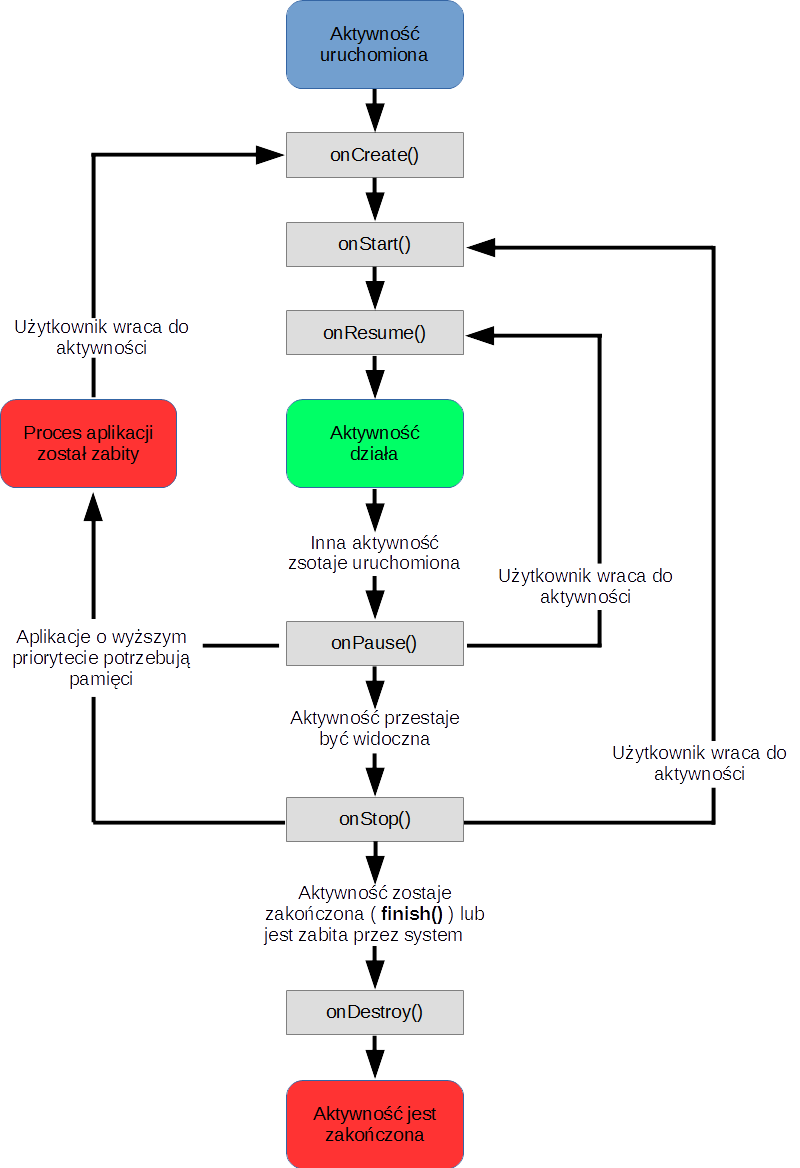 Aktywność
uruchomiona
onCreate()
onStart()
onResume()
Użytkownik wraca do
aktywności
Proces aplikacji
został zabity
Aktywność
działa
Inna aktywność
zsotaje uruchomiona
Użytkownik wraca do
aktywności
onPause()
Aplikacje o wyższym
priorytecie potrzebują
pamięci
Aktywność przestaje
być widoczna
Użytkownik wraca do
aktywności
onStop()
Aktywność zostaje
zakończona ( finish() ) lub
jest zabita przez system
onDestroy()
Aktywność jest
zakończona